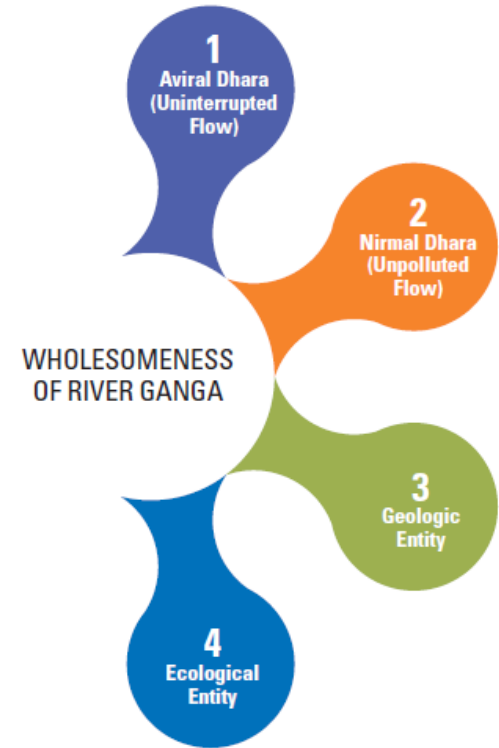 1
Aviral Dhara
(Uninterrupted
Flow)
2
Nirmal Dhara
(Unpolluted
Flow)
WHOLESOMENESS
OF RIVER GANGA
3
Geologic
Entity
4
Ecological
Entity